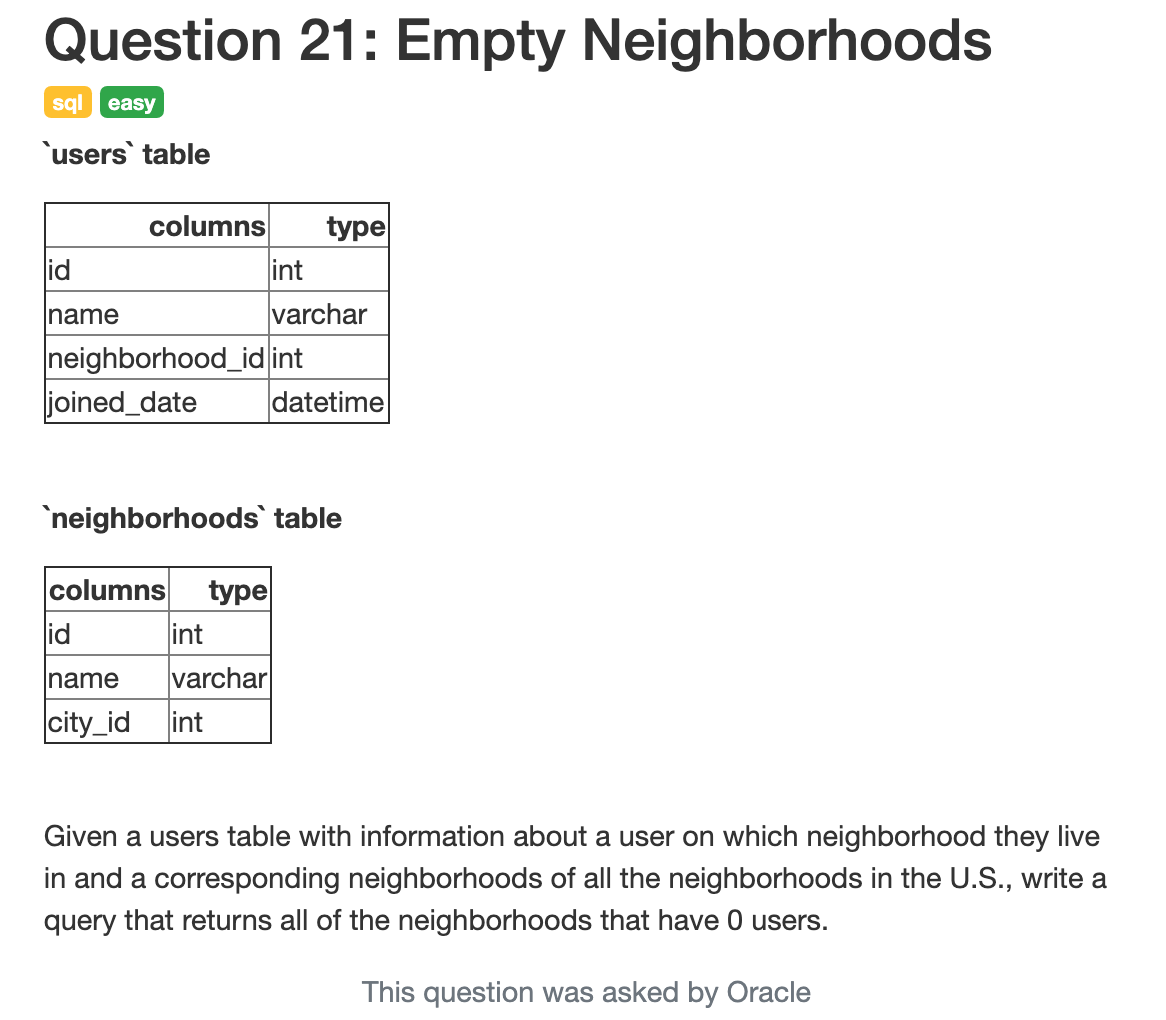 Question 21: Empty Neighborhoods
sql easy
`users` table
columns type
id int
name varchar
neighborhood_id int
joined_date datetime
`neighborhoods` table
columns type
id int
name varchar
city_id int
Given a users table with information about a user on which neighborhood they live
in and a corresponding neighborhoods of all the neighborhoods in the U.S., write a
query that returns all of the neighborhoods that have 0 users.
This question was asked by Oracle